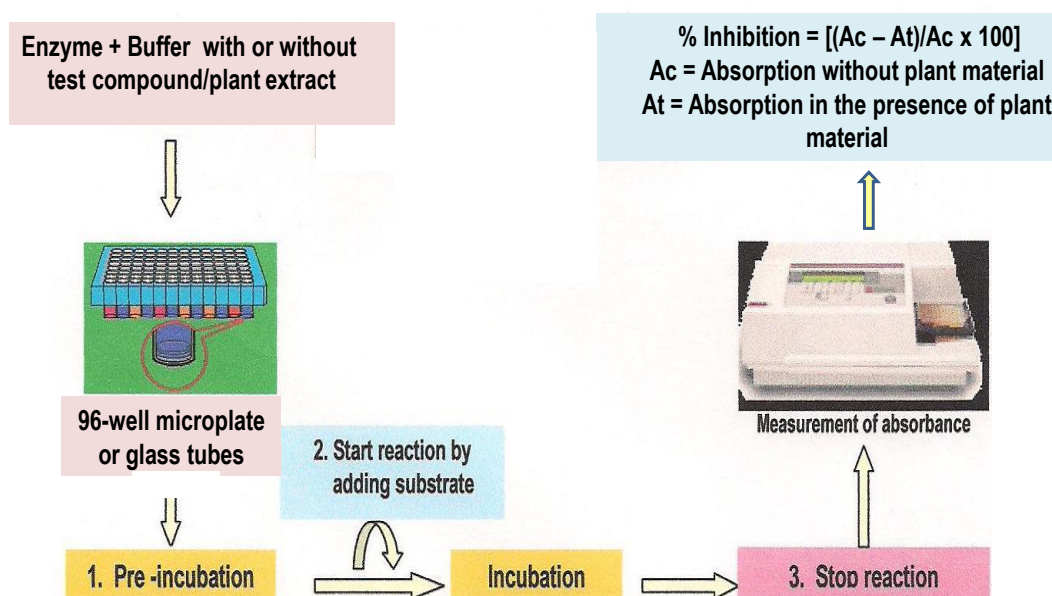 Enzyme + Buffer with or without
test compound/plant extract
96-well microplate
or glass tubes
1. Pre -incubation
2. Start reaction by
adding substrate
Incubation
3. Stop reaction
Measurement of absorbance
% Inhibition = [(Ac – At)/Ac x 100]
Ac = Absorption without plant material
At = Absorption in the presence of plant
material